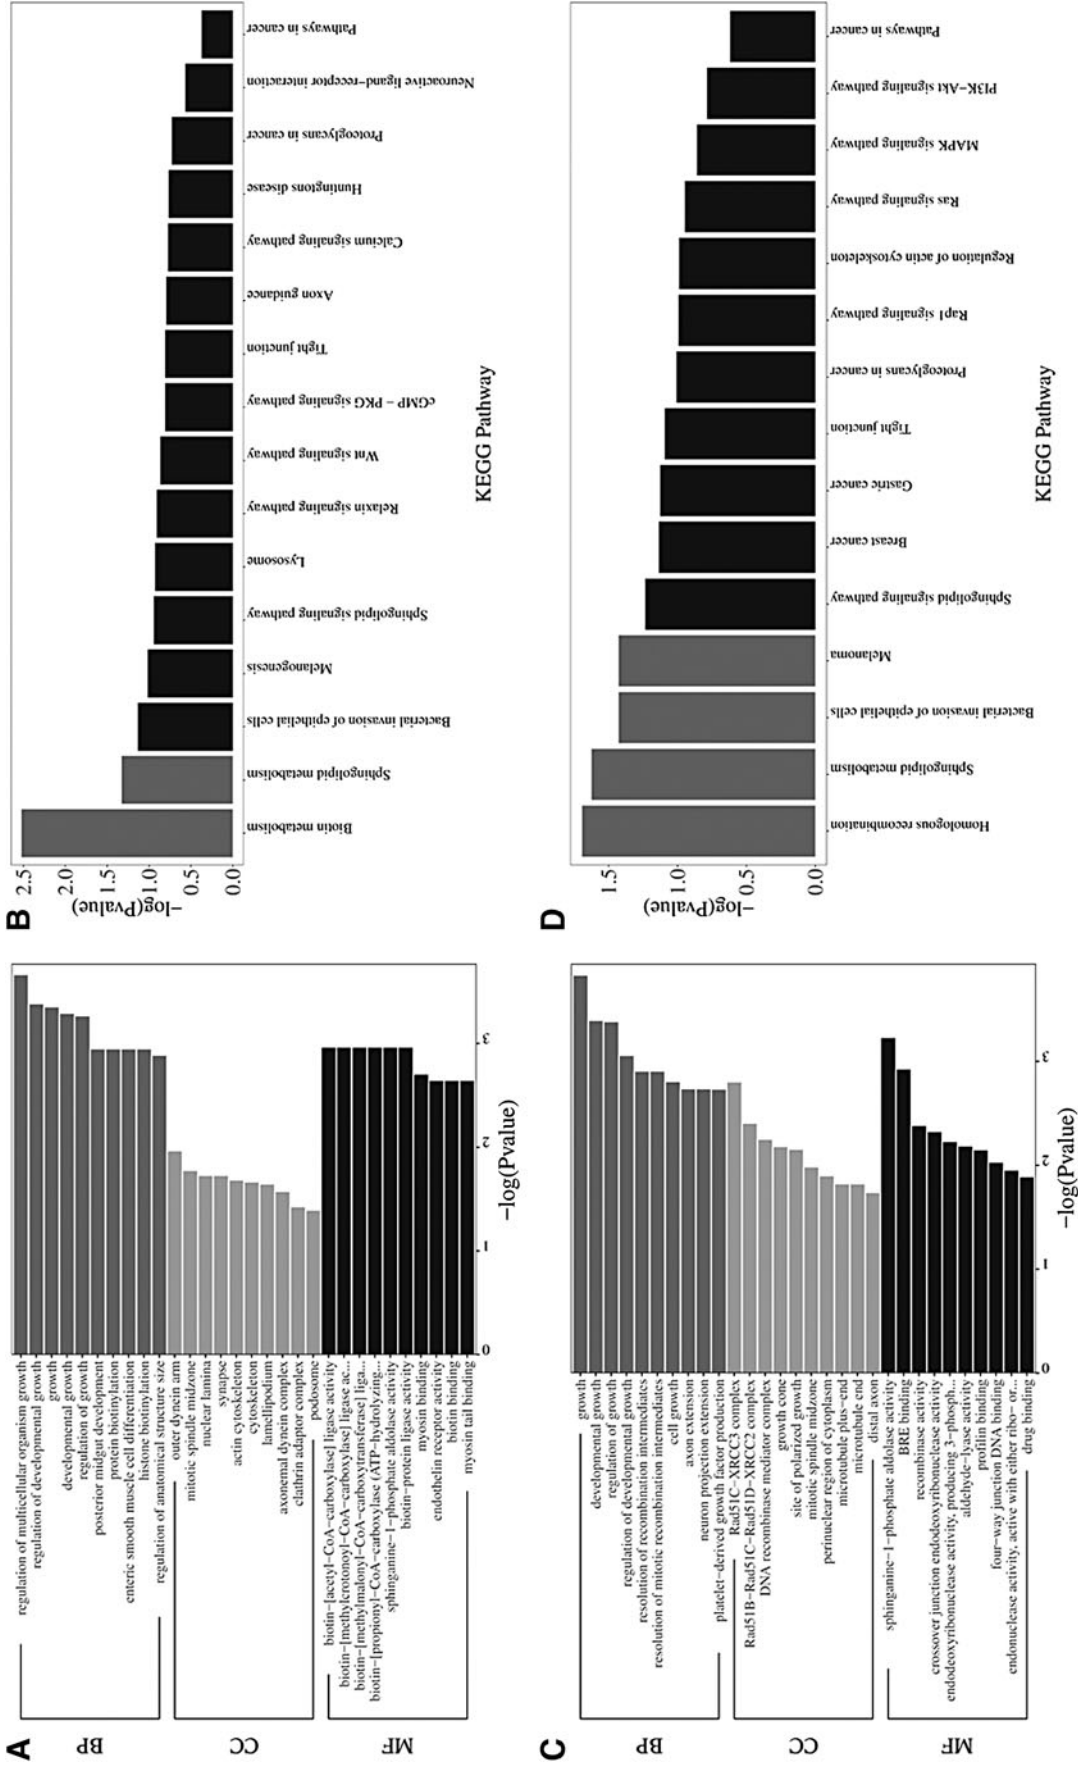 A
BP
CC
MF
regulation of multicellular organism growth
regulation of developmental growth
growth
developmental growth
regulation of growth
posterior midgut development
protein biotinylation
enteric smooth muscle cell differentiation
histone biotinylation
regulation of anatomical structure size
outer dynein arm
mitotic spindle midzone
nuclear lamina
synapse
actin cytoskeleton
cytoskeleton
lamellipodium
axonemal dynein complex
clathrin adaptor complex
podosome
biotin−[acetyl−CoA−carboxylase] ligase activity
biotin−[methylcrotonoyl−CoA−carboxylase] ligase ac...
biotin−[methylmalonyl−CoA−carboxytransferase] liga...
biotin−[propionyl−CoA−carboxylase (ATP−hydrolyzing...
sphinganine−1−phosphate aldolase activity
biotin−protein ligase activity
myosin binding
endothelin receptor activity
biotin binding
myosin tail binding
0
1
2
3
−log(Pvalue)
B
−log(Pvalue)
2.5
2.0
1.5
1.0
0.5
0.0
Biotin metabolism
Sphingolipid metabolism
Bacterial invasion of epithelial cells
Melanogenesis
Sphingolipid signaling pathway
Lysosome
Relaxin signaling pathway
Wnt signaling pathway
cGMP − PKG signaling pathway
Tight junction
Axon guidance
Calcium signaling pathway
Huntingtons disease
Proteoglycans in cancer
Neuroactive ligand−receptor interaction
Pathways in cancer
KEGG Pathway
C
BP
CC
MF
growth
developmental growth
regulation of growth
regulation of developmental growth
resolution of recombination intermediates
resolution of mitotic recombination intermediates
cell growth
axon extension
neuron projection extension
platelet−derived growth factor production
Rad51C−XRCC3 complex
Rad51B−Rad51C−Rad51D−XRCC2 complex
DNA recombinase mediator complex
growth cone
site of polarized growth
mitotic spindle midzone
perinuclear region of cytoplasm
microtubule plus−end
microtubule end
distal axon
sphinganine−1−phosphate aldolase activity
BRE binding
recombinase activity
crossover junction endodeoxyribonuclease activity
endodeoxyribonuclease activity, producing 3−phosph...
aldehyde−lyase activity
profilin binding
four−way junction DNA binding
endonuclease activity, active with either ribo− or...
drug binding
0
1
2
3
−log(Pvalue)
D
−log(Pvalue)
1.5
1.0
0.5
0.0
Homologous recombination
Sphingolipid metabolism
Bacterial invasion of epithelial cells
Melanoma
Sphingolipid signaling pathway
Breast cancer
Gastric cancer
Tight junction
Proteoglycans in cancer
Rap1 signaling pathway
Regulation of actin cytoskeleton
Ras signaling pathway
MAPK signaling pathway
PI3K−Akt signaling pathway
Pathways in cancer
KEGG Pathway